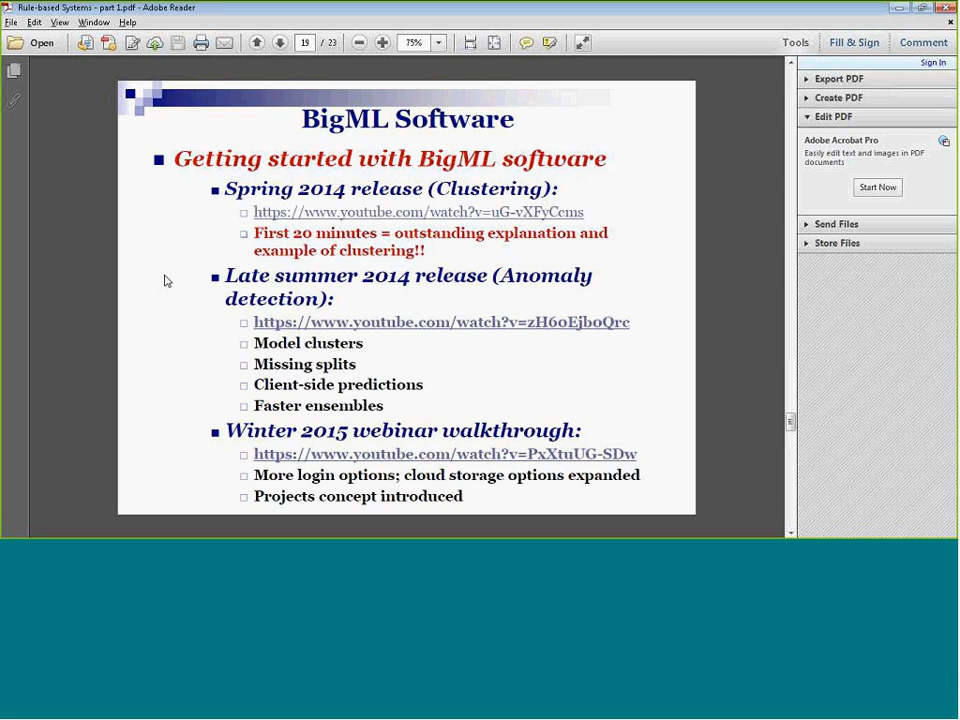 Rule-based Systems - part 1.pdf - Adobe Reader
File Edit View Window Help
Open 19 / 23 75% Tools Fill & Sign Comment
Sign In
Export PDF
Create PDF
Edit PDF
Adobe Acrobat Pro
Easily edit text and images in PDF
documents
Start Now
Send Files
Store Files
BigML Software
Getting started with BigML software
Spring 2014 release (Clustering):
https://www.youtube.com/watch?v=uG-vXFyCcms
First 20 minutes = outstanding explanation and
example of clustering!!
Late summer 2014 release (Anomaly
detection):
https://www.youtube.com/watch?v=zH60Ejb0Qrc
Model clusters
Missing splits
Client-side predictions
Faster ensembles
Winter 2015 webinar walkthrough:
https://www.youtube.com/watch?v=PxXtuUG-SDw
More login options; cloud storage options expanded
Projects concept introduced